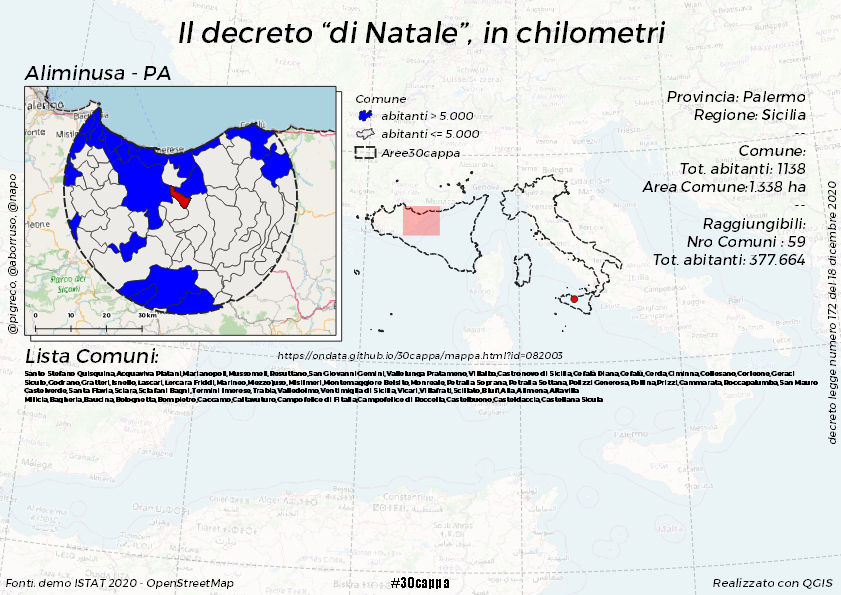 Il decreto “di Natale”, in chilometri
Aliminusa - PA
Comune
abitanti > 5.000
abitanti <= 5.000
Aree30cappa
Provincia: Palermo
Regione: Sicilia
--
Comune:
Tot. abitanti: 1138
Area Comune:1.338 ha
--
Raggiungibili:
Nro Comuni : 59
Tot. abitanti: 377.664
@pigreco, @aborruso, @napo
decreto legge numero 172 del 18 dicembre 2020
Parco dei
Sicani
0 10 20 30 km
Lista Comuni:
https://ondata.github.io/30cappa/mappa.html?id=082003
Santo Stefano Quisquina,Acquaviva Platani,Marianopoli,Mussomeli,Resuttano,San Giovanni Gemini,Vallelunga Pratameno,Villalba,Castronovo di Sicilia,Cefalà Diana,Cefalù,Cerda,Ciminna,Collesano,Corleone,Geraci
Siculo,Godrano,Gratteri,Isnello,Lascari,Lercara Friddi,Marineo,Mezzojuso,Misilmeri,Montemaggiore Belsito,Monreale,Petralia Soprana,Petralia Sottana,Polizzi Generosa,Pollina,Prizzi,Cammarata,Roccapalumba,San Mauro
Castelverde,Santa Flavia,Sciara,Sclafani Bagni,Termini Imerese,Trabia,Valledolmo,Ventimiglia di Sicilia,Vicari,Villafrati,Scillato,Blufi,Alia,Alimena,Altavilla
Milicia,Bagheria,Baucina,Bolognetta,Bompietro,Caccamo,Caltavuturo,Campofelice di Fitalia,Campofelice di Roccella,Castelbuono,Casteldaccia,Castellana Sicula
Constantine
Fonti: demo ISTAT 2020 - OpenStreetMap
#30cappa
Realizzato con QGIS